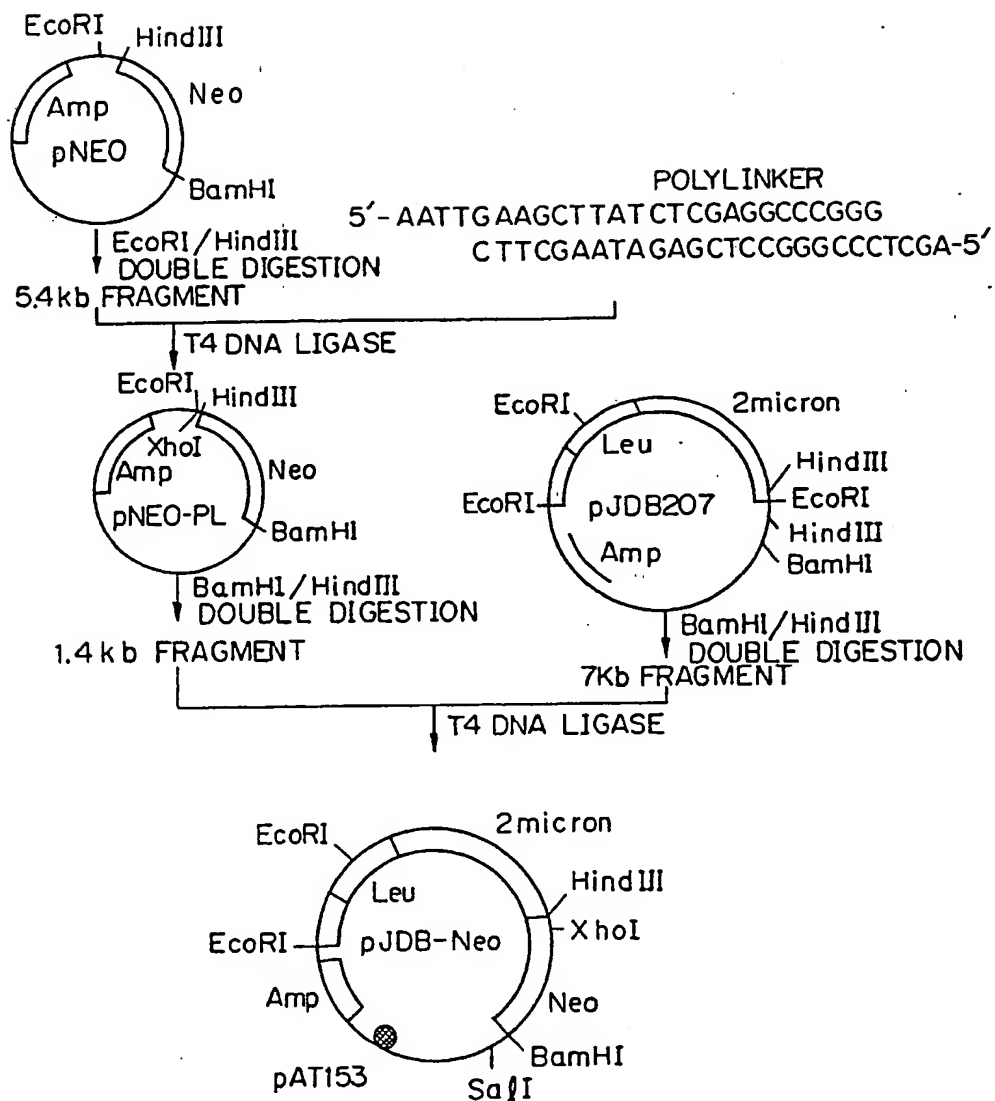 EcoRI
HindIII
Neo
Amp
pNEO
BamHI
POLYLINKER
5′-AATTGAAGCTTATCTCGAGGCCCGGG
CTTCGAATAGAGCTCCGGGCCCTCGA-5′
EcoRI/HindIII
DOUBLE DIGESTION
5.4kb FRAGMENT
T4 DNA LIGASE
EcoRI
HindIII
XhoI
Amp
Neo
pNEO-PL
BamHI
2micron
EcoRI
Leu
HindIII
EcoRI
pJDB207
EcoRI
HindIII
Amp
BamHI
BamHI/HindIII
DOUBLE DIGESTION
1.4kb FRAGMENT
BamHI/HindIII
DOUBLE DIGESTION
7Kb FRAGMENT
T4 DNA LIGASE
2micron
EcoRI
Leu
HindIII
XhoI
EcoRI
pJDB-Neo
Amp
Neo
BamHI
pAT153
SalI